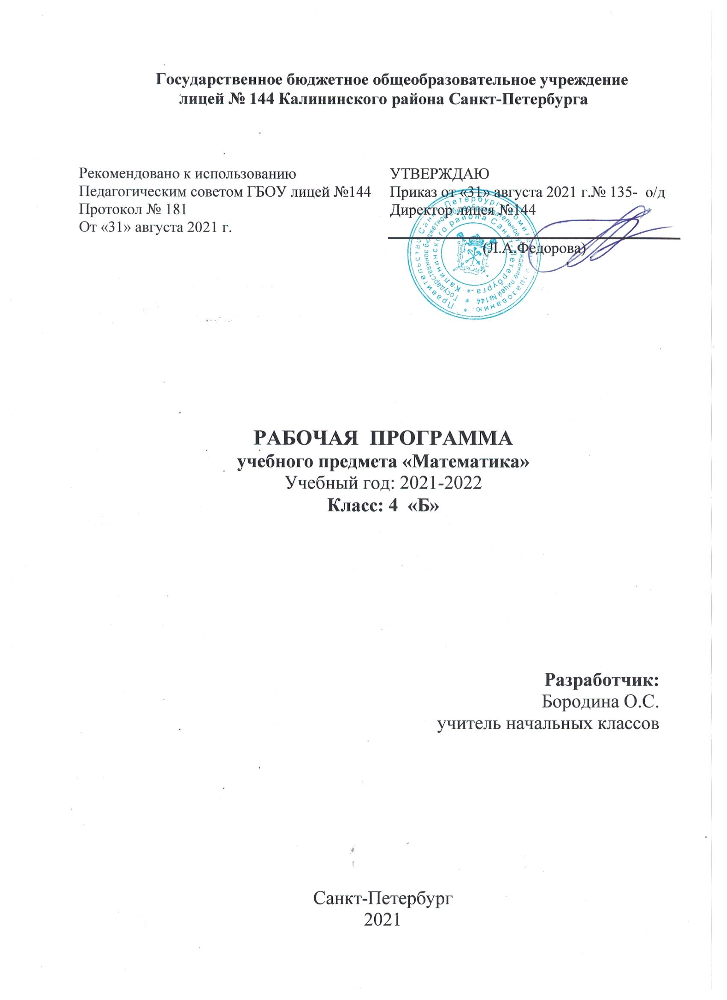 Государственное бюджетное общеобразовательное учреждение
лицей № 144 Калининского района Санкт-Петербурга
Рекомендовано к использованию
Педагогическим советом ГБОУ лицей №144
Протокол № 181
От «31» августа 2021 г.
УТВЕРЖДАЮ
Приказ от «31» августа 2021 г.№ 135-  о/д
Директор лицея №144
(Л.А.Федорова)
Правительство Санкт-Петербурга Комитет по образованию *
Государственное бюджетное общеобразовательное учреждение лицей №144 *
Калининского района Санкт-Петербурга *
РАБОЧАЯ  ПРОГРАММА
учебного предмета «Математика»
Учебный год: 2021-2022
Класс: 4  «Б»
Разработчик:
Бородина О.С.
учитель начальных классов
Санкт-Петербург
2021